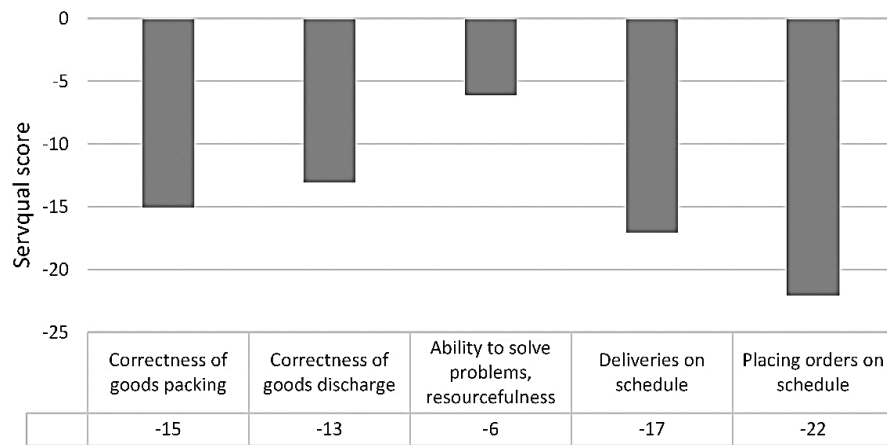 0
-5
-10
-15
-20
-25
Servqual score
Correctness of
goods packing
Correctness of
goods discharge
Ability to solve
problems,
resourcefulness
Deliveries on
schedule
Placing orders on
schedule
-15
-13
-6
-17
-22